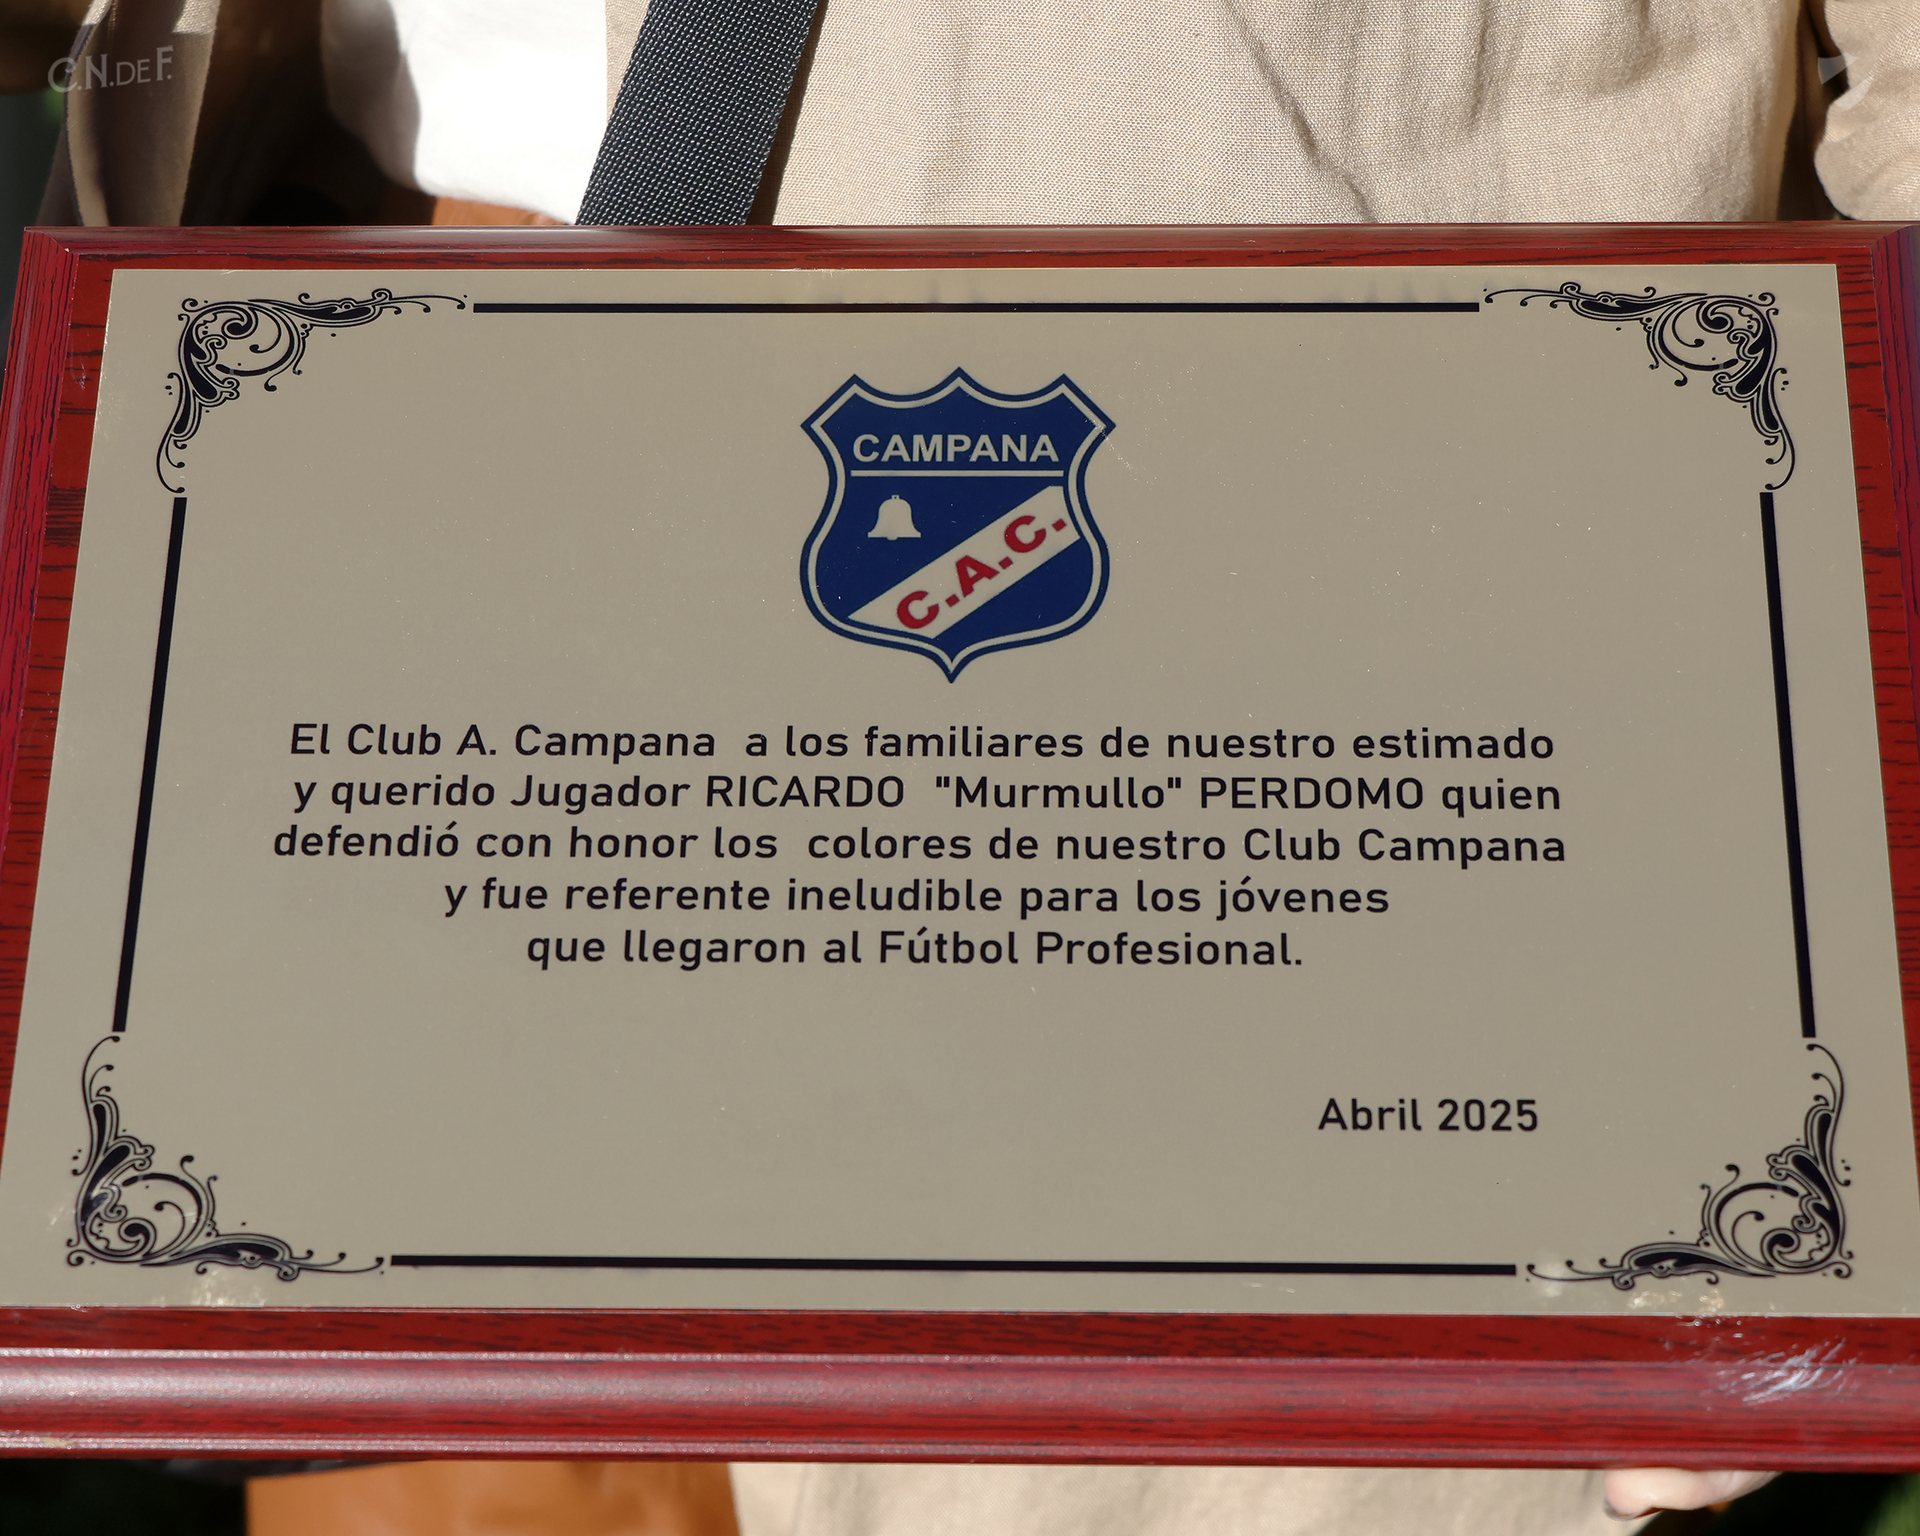 C.N.DEF.
CAMPANA
C.A.C.
El Club A. Campana a los familiares de nuestro estimado
y querido Jugador RICARDO "Murmullo" PERDOMO quien
defendió con honor los colores de nuestro Club Campana
y fue referente ineludible para los jóvenes
que llegaron al Fútbol Profesional.
Abril 2025